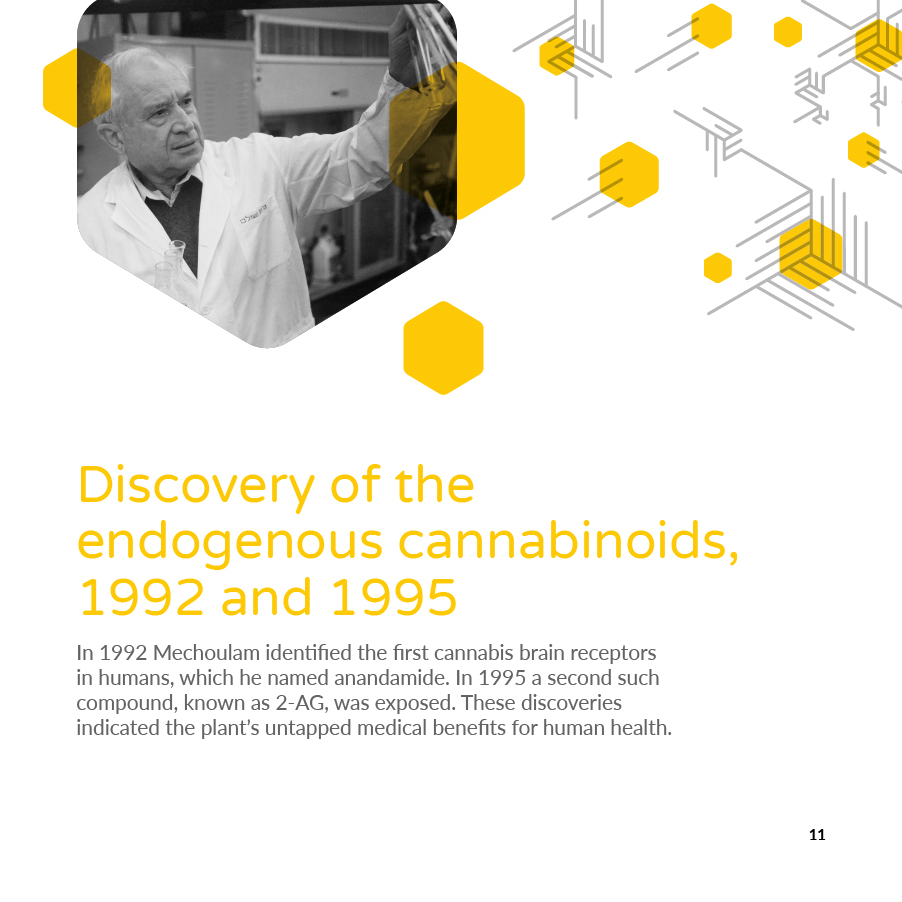 Discovery of the
endogenous cannabinoids,
1992 and 1995
In 1992 Mechoulam identified the first cannabis brain receptors
in humans, which he named anandamide. In 1995 a second such
compound, known as 2-AG, was exposed. These discoveries
indicated the plant's untapped medical benefits for human health.
11